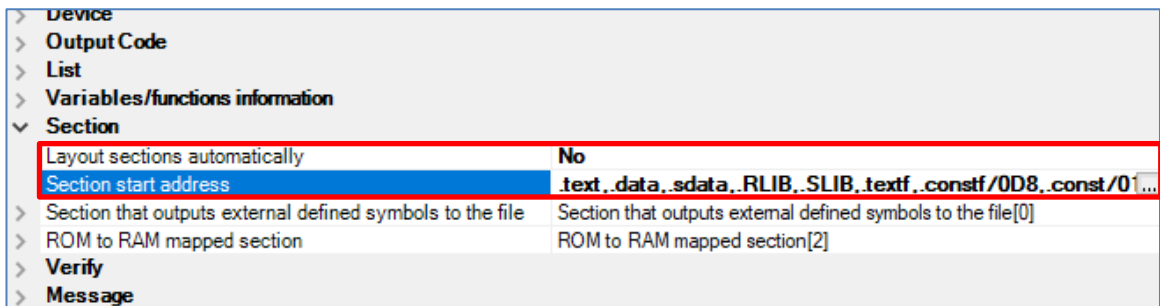 Device
Output Code
List
Variables/functions information
Section
Layout sections automatically No
Section start address .text,.data,.sdata,.RLIB,.SLIB,.textf,.constf/0D8,.const/01...
Section that outputs external defined symbols to the file Section that outputs external defined symbols to the file[0]
ROM to RAM mapped section ROM to RAM mapped section[2]
Verify
Message